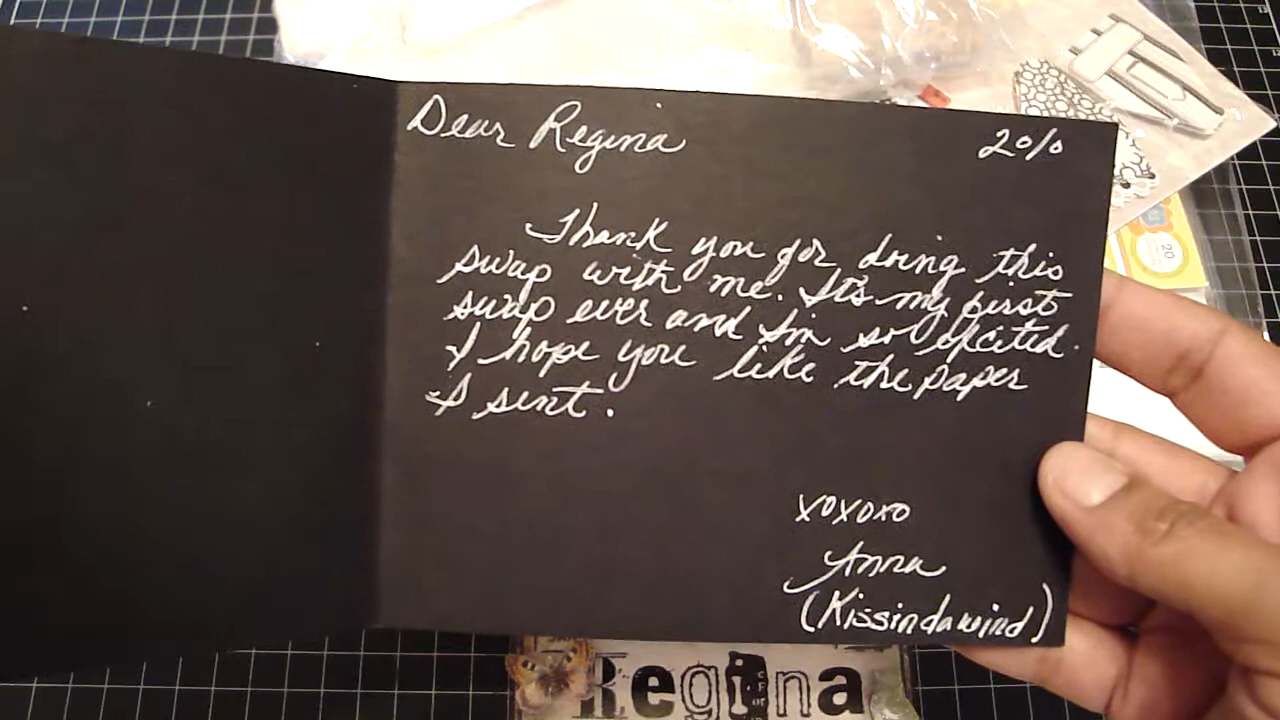 Dear Regina
2010
Thank you for doing this
swap with me. It's my first
swap ever and I'm so excited.
I hope you like the paper
I sent.
xoxoxo
Anna
(Kissindawind)
Regina
20